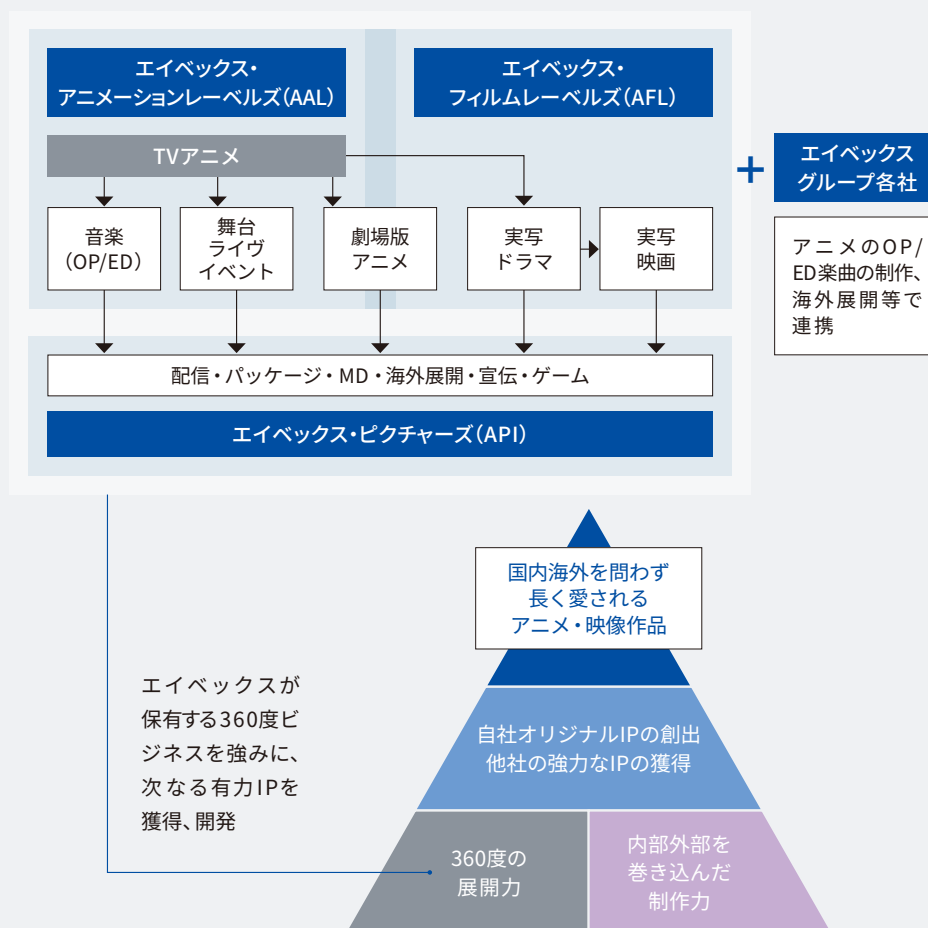 エイベックス・
アニメーションレーベルズ（AAL）
エイベックス・
フィルムレーベルズ（AFL）
TVアニメ
音楽
（OP/ED）
舞台
ライヴ
イベント
劇場版
アニメ
実写
ドラマ
実写
映画
配信・パッケージ・MD・海外展開・宣伝・ゲーム
エイベックス・ピクチャーズ（API）
+
エイベックス
グループ各社
アニメのOP/
ED楽曲の制作、
海外展開等で
連携
国内海外を問わず
長く愛される
アニメ・映像作品
自社オリジナルIPの創出
他社の強力なIPの獲得
360度の
展開力
内部外部を
巻き込んだ
制作力
エイベックスが
保有する360度ビ
ジネスを強みに、
次なる有力IPを
獲得、開発